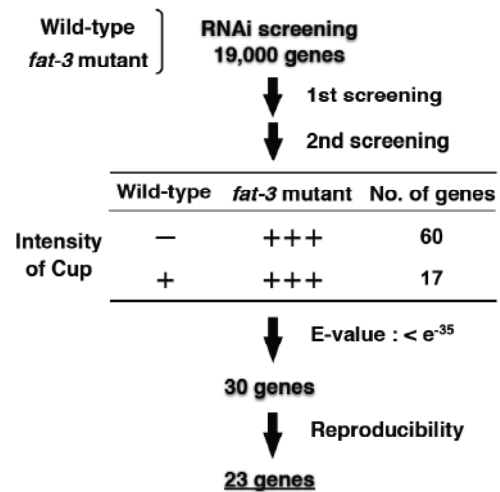 Wild-type
fat-3 mutant
RNAi screening
19,000 genes
1st screening
2nd screening
Wild-type fat-3 mutant No. of genes
Intensity
of Cup
− +++ 60
+ +++ 17
E-value : < e-35
30 genes
Reproducibility
23 genes